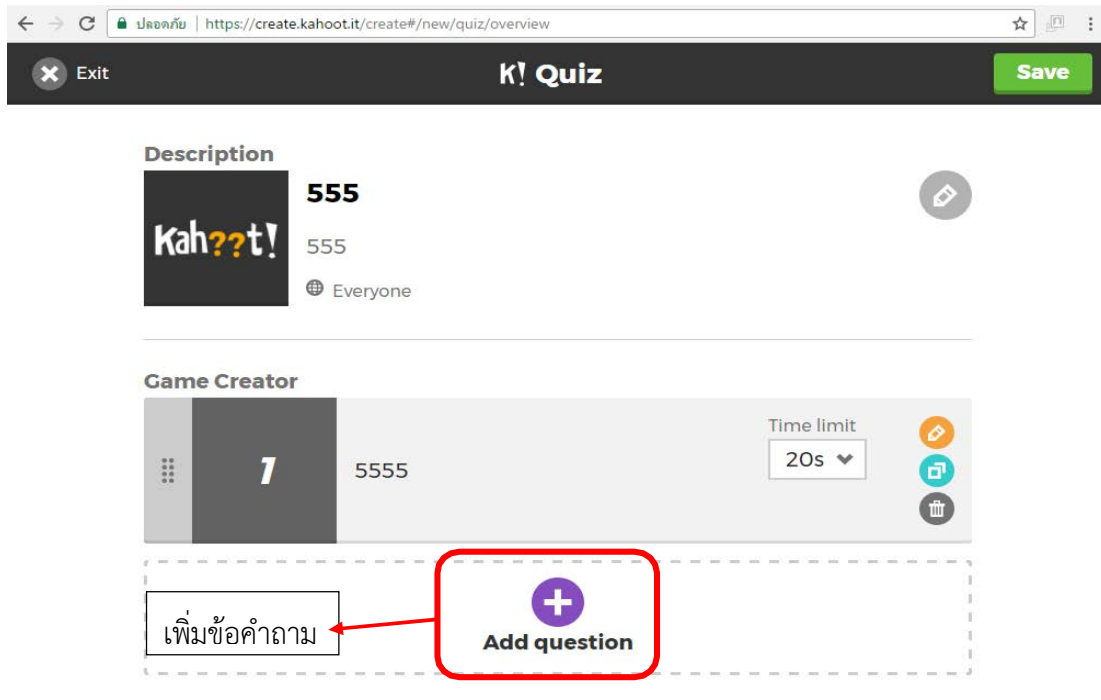 ปลอดภัย | https://create.kahoot.it/create#/new/quiz/overview
Exit
K! Quiz
Save
Description
Kah??t!
555
555
Everyone
Game Creator
1
5555
Time limit
20s
เพิ่มข้อคำถาม
Add question